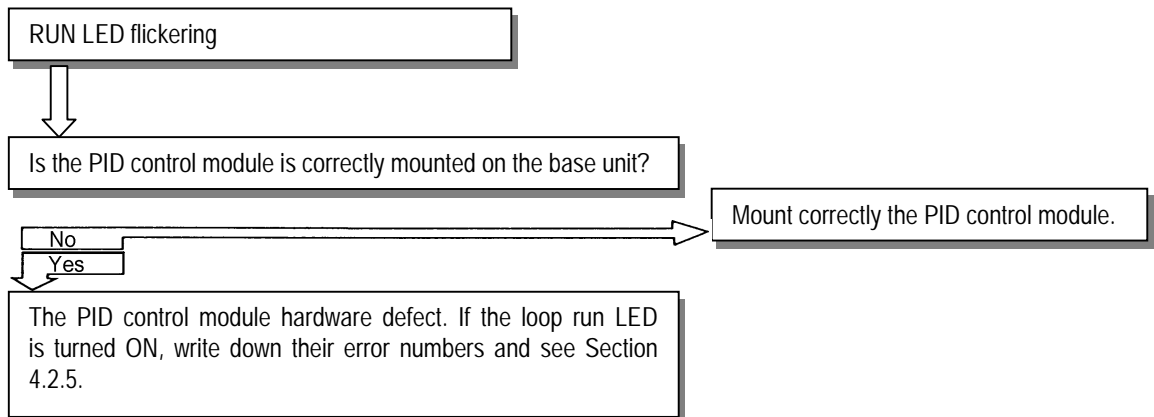 RUN LED flickering
Is the PID control module is correctly mounted on the base unit?
No
Mount correctly the PID control module.
Yes
The PID control module hardware defect. If the loop run LED
is turned ON, write down their error numbers and see Section
4.2.5.